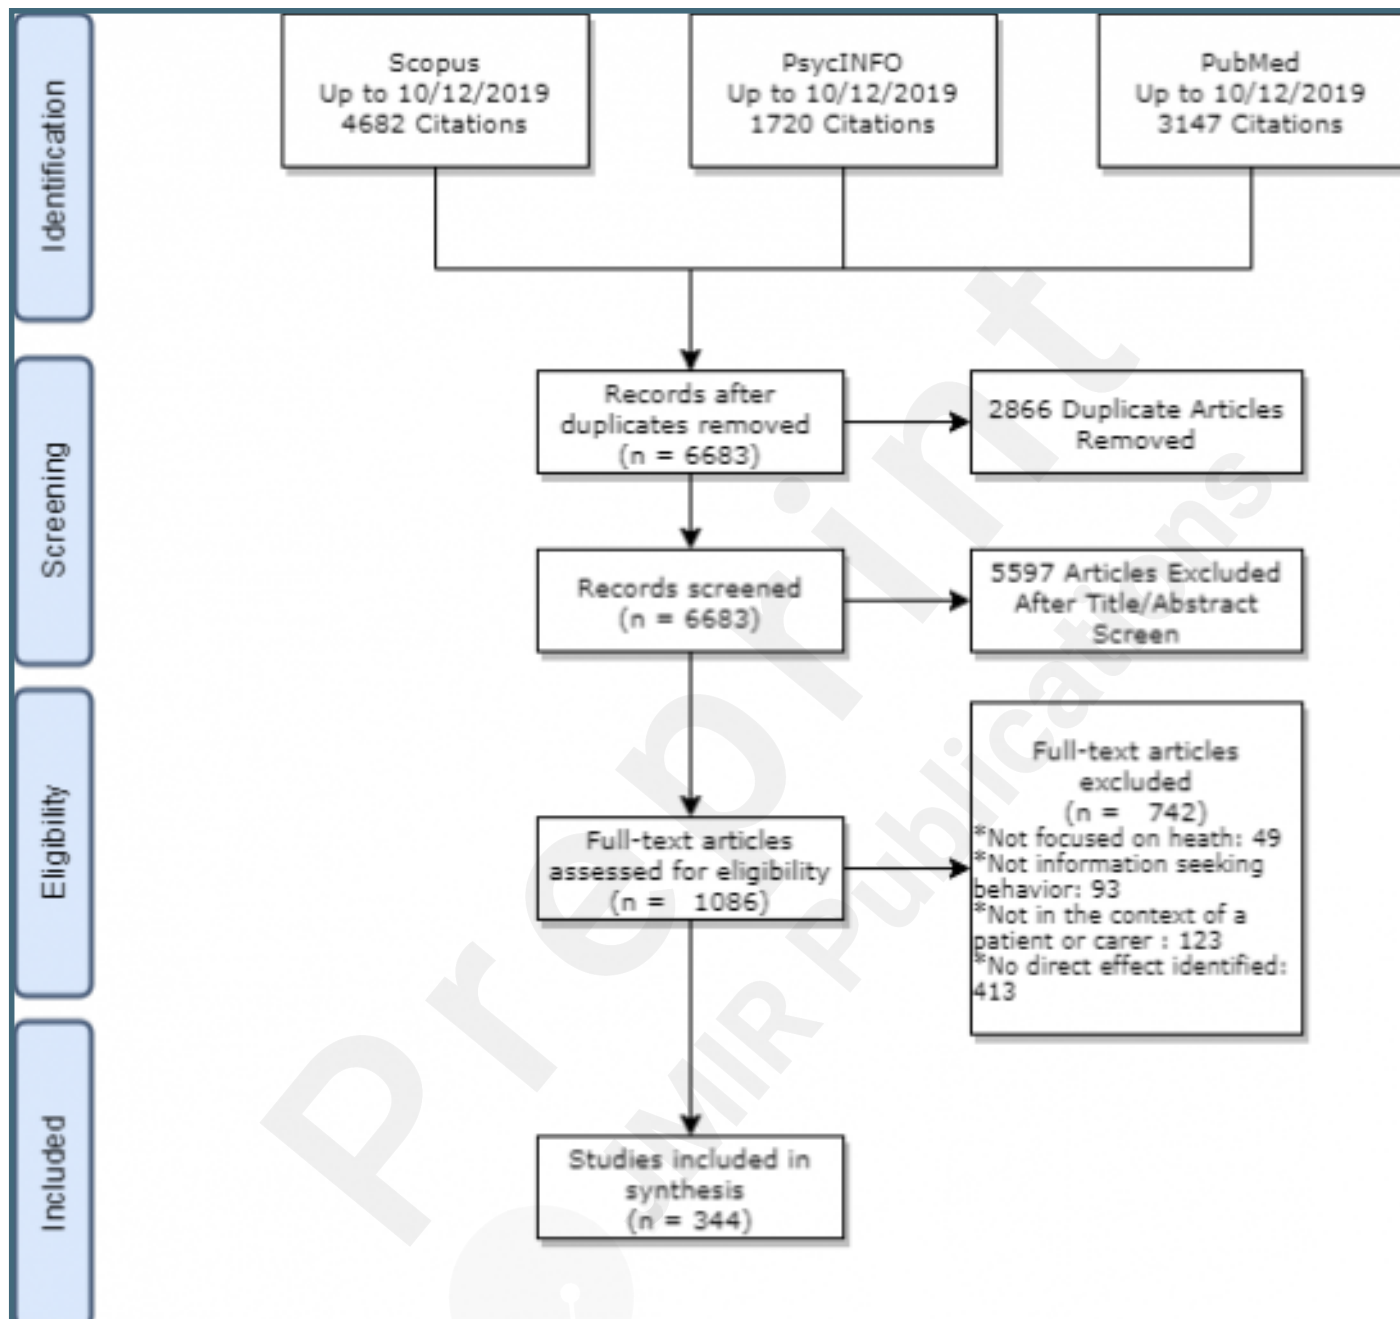 Identification
Scopus
Up to 10/12/2019
4682 Citations
PsycINFO
Up to 10/12/2019
1720 Citations
PubMed
Up to 10/12/2019
3147 Citations
Screening
Records after
duplicates removed
(n = 6683)
2866 Duplicate Articles
Removed
Records screened
(n = 6683)
5597 Articles Excluded
After Title/Abstract
Screen
Eligibility
Full-text articles
assessed for eligibility
(n = 1086)
Full-text articles
excluded
(n = 742)
*Not focused on heath: 49
*Not information seeking
behavior: 93
*Not in the context of a
patient or carer : 123
*No direct effect identified:
413
Included
Studies included in
synthesis
(n = 344)
Preprint
JMIR Publications